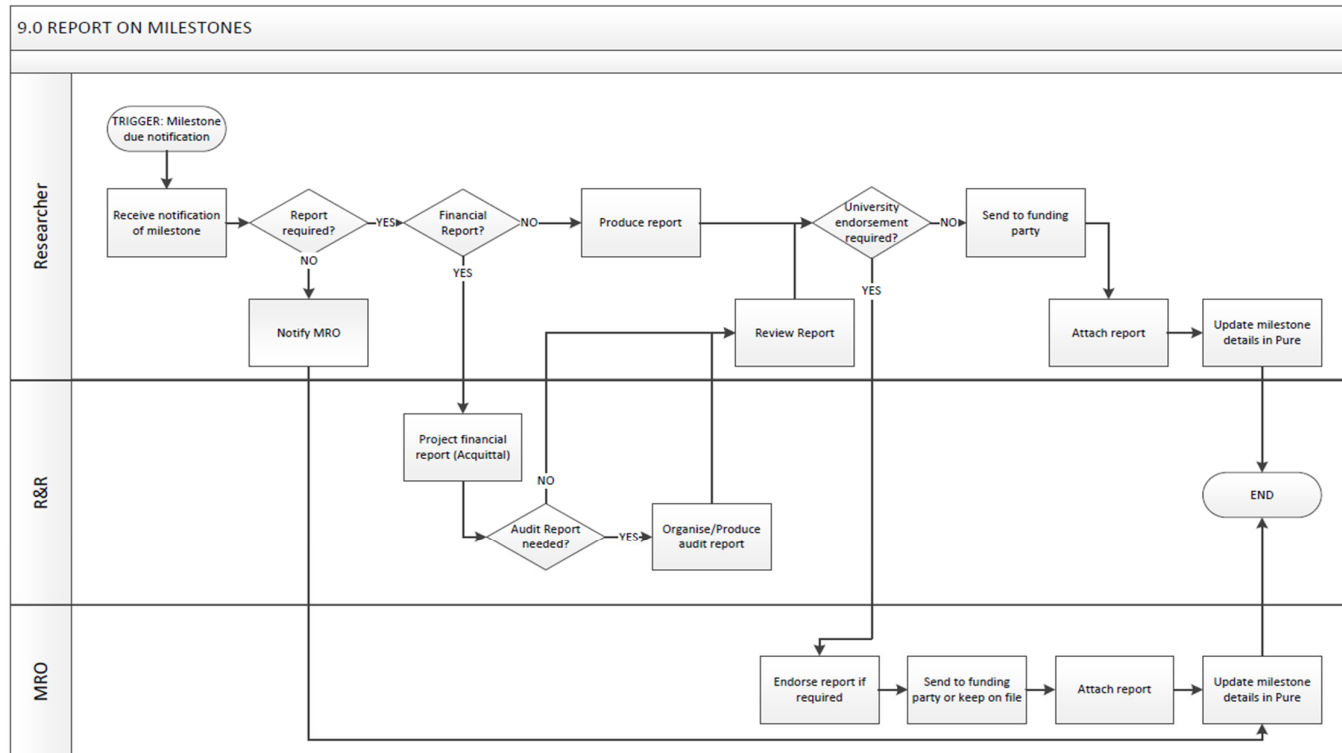 9.0 REPORT ON MILESTONES
Researcher
TRIGGER: Milestone
due notification
Receive notification
of milestone
Report
required?
YES
NO
Notify MRO
Financial
Report?
NO
YES
Produce report
University
endorsement
required?
NO
YES
Send to funding
party
Review Report
Attach report
Update milestone
details in Pure
R&R
Project financial
report (Acquittal)
Audit Report
needed?
NO
YES
Organise/Produce
audit report
END
MRO
Endorse report if
required
Send to funding
party or keep on file
Attach report
Update milestone
details in Pure